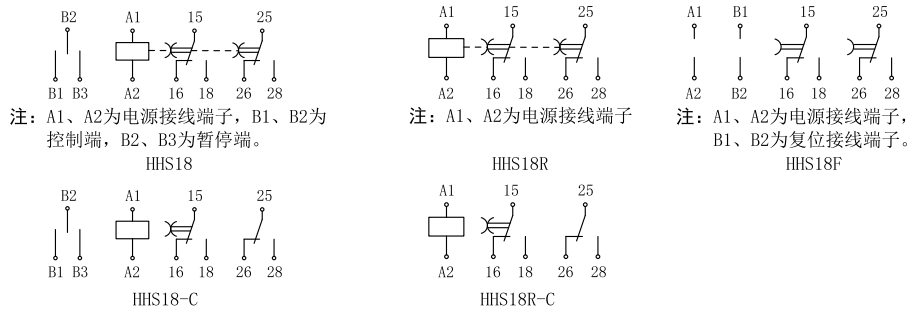 B2 A1 15 25
B1 B3 A2 16 18 26 28
注：A1、A2为电源接线端子，B1、B2为
控制端，B2、B3为暂停端。
HHS18
A1 15 25
A2 16 18 26 28
注：A1、A2为电源接线端子
HHS18R
A1 B1 15 25
A2 B2 16 18 26 28
注：A1、A2为电源接线端子，
B1、B2为复位接线端子。
HHS18F
B2 A1 15 25
B1 B3 A2 16 18 26 28
HHS18-C
A1 15 25
A2 16 18 26 28
HHS18R-C